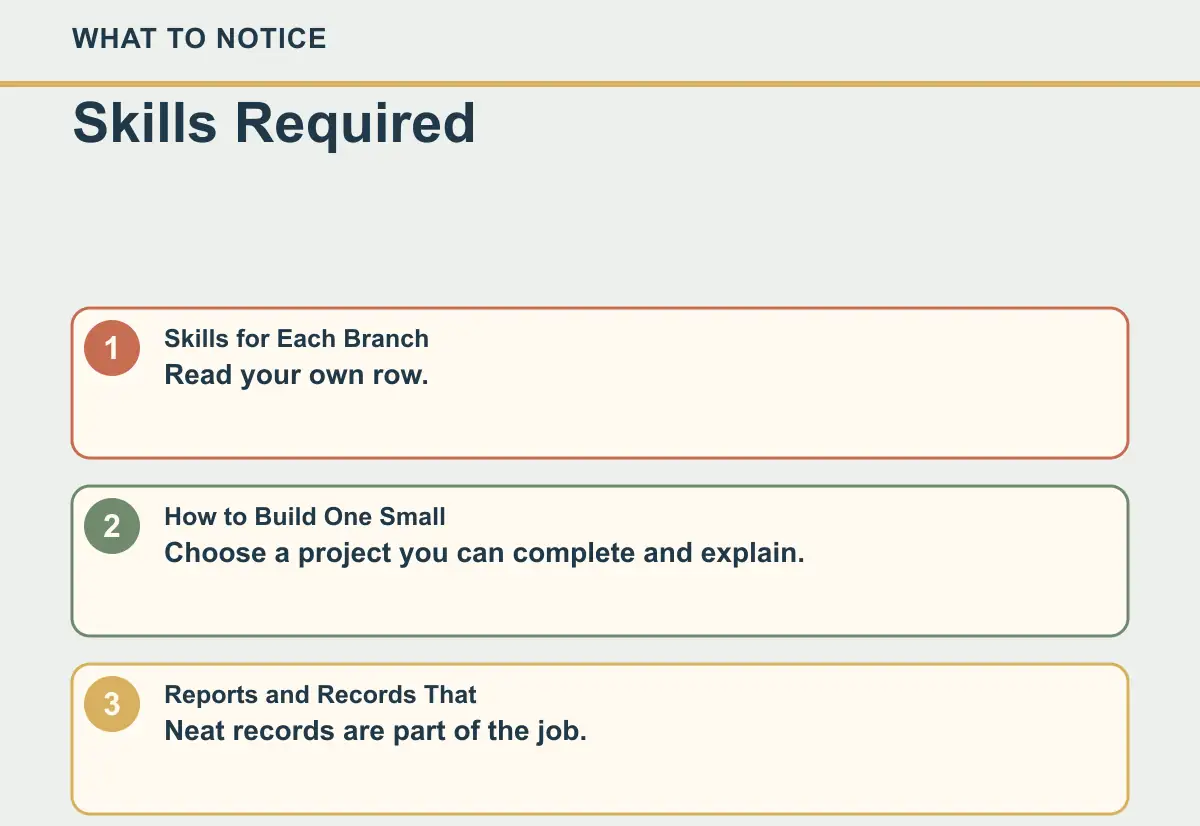 WHAT TO NOTICE
Skills Required
1
Skills for Each Branch
Read your own row.
2
How to Build One Small
Choose a project you can complete and explain.
3
Reports and Records That
Neat records are part of the job.